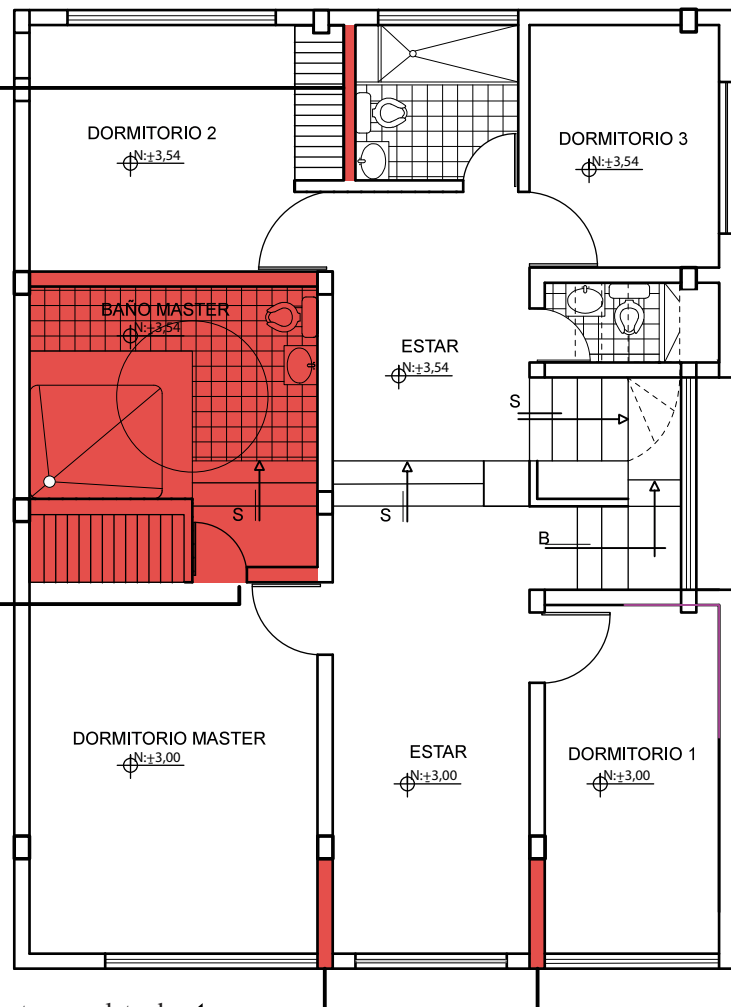 DORMITORIO 2
N:±3,54
DORMITORIO 3
N:±3,54
BAÑO MASTER
N:±3,54
ESTAR
N:±3,54
S
S
S
B
DORMITORIO MASTER
N:±3,00
ESTAR
N:±3,00
DORMITORIO 1
N:±3,00